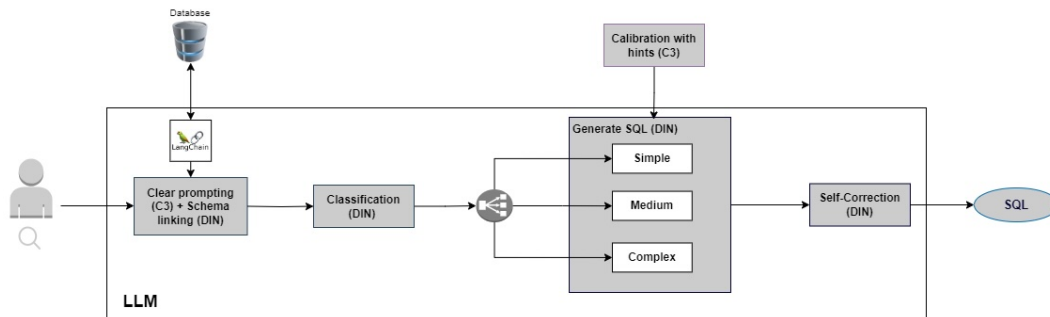 Database
Calibration with
hints (C3)
LangChain
Generate SQL (DIN)
Simple
Clear prompting
(C3) + Schema
linking (DIN)
Classification
(DIN)
Medium
Self-Correction
(DIN)
SQL
Complex
LLM